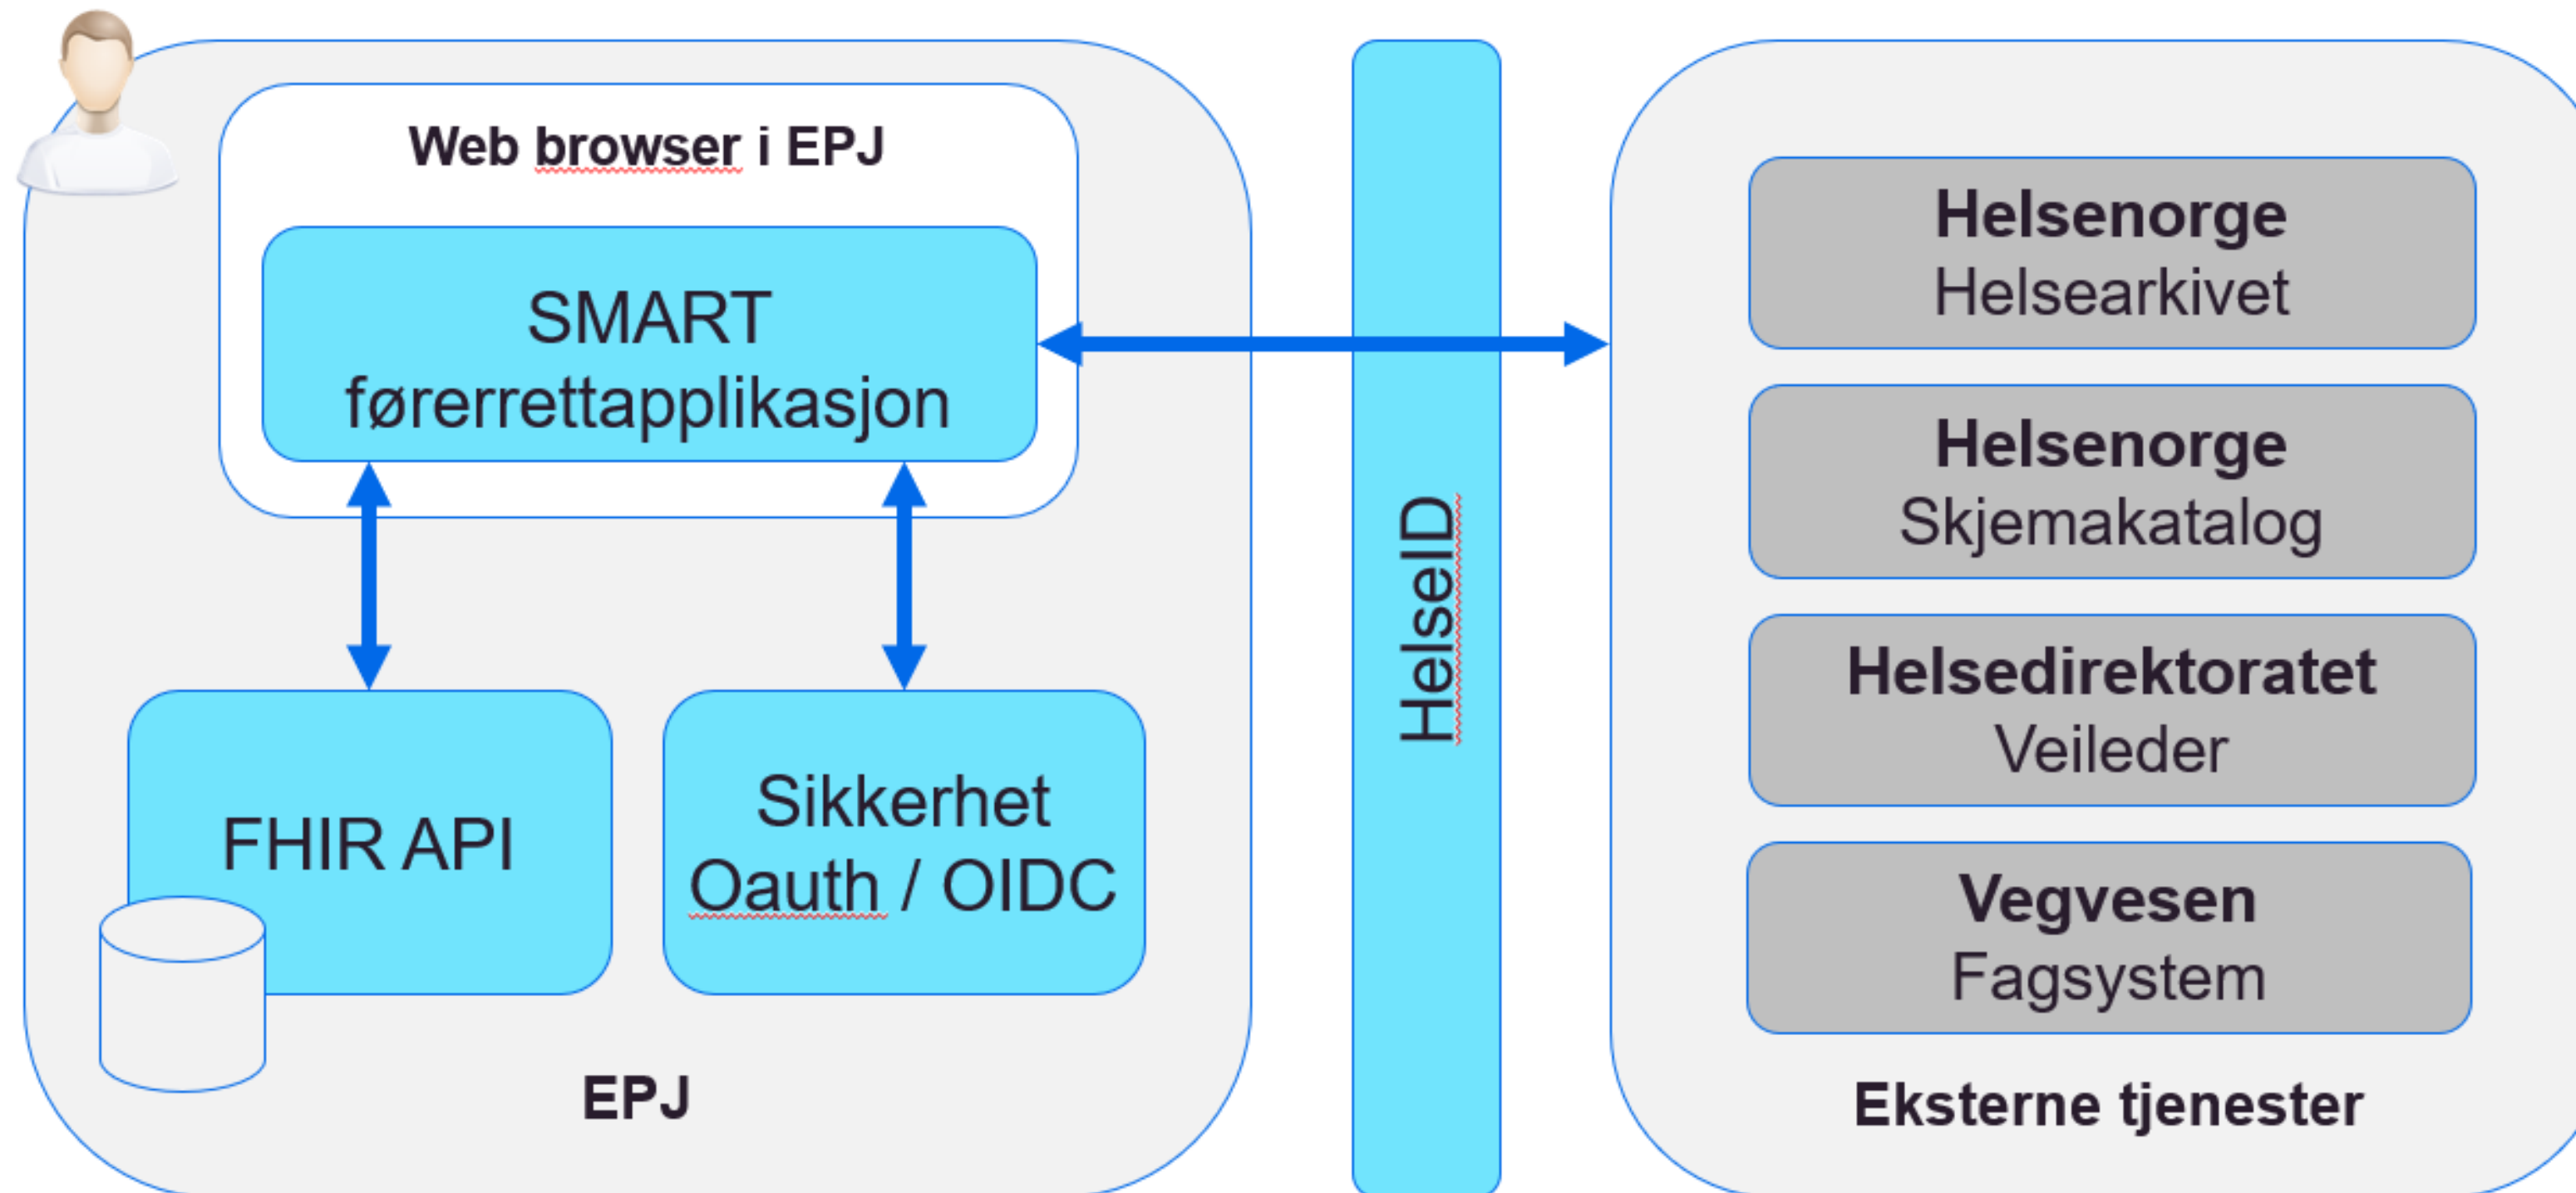 Web browser i EPJ
SMART
førerrettapplikasjon
FHIR API
Sikkerhet
Oauth / OIDC
EPJ
HelseID
Helsenorge
Helsearkivet
Helsenorge
Skjemakatalog
Helsedirektoratet
Veileder
Vegvesen
Fagsystem
Eksterne tjenester